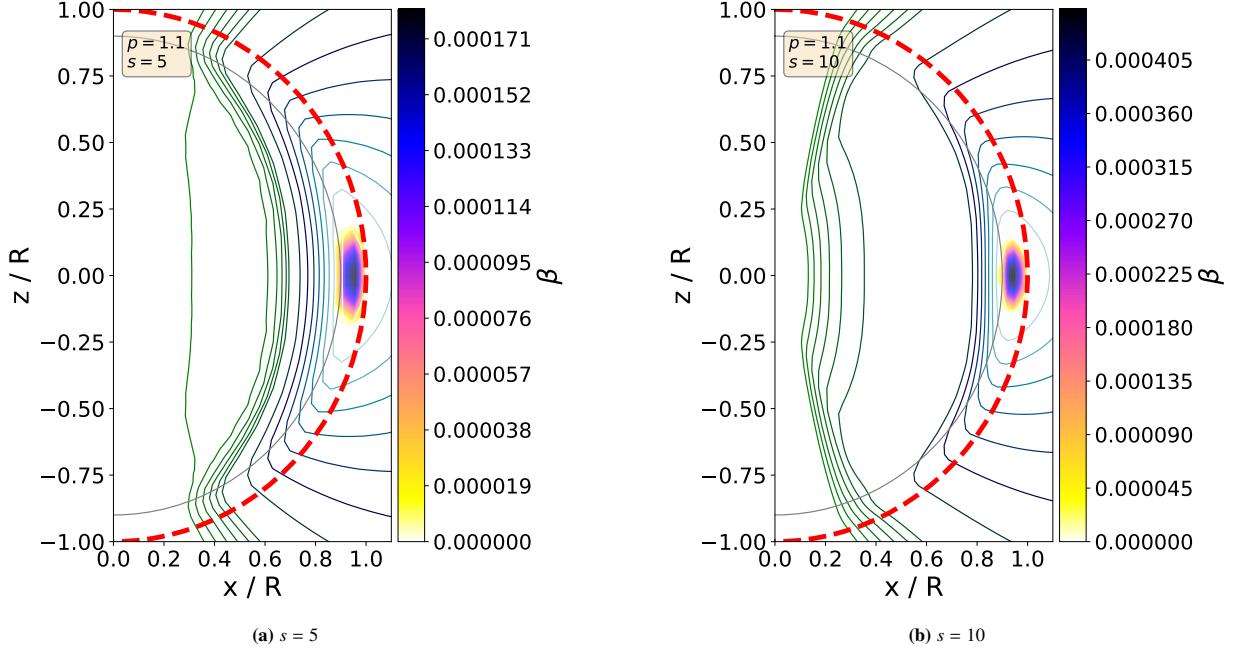 p = 1.1
s = 5
1.00
0.75
0.50
0.25
0.00
−0.25
−0.50
−0.75
−1.00
z / R
0.0 0.2 0.4 0.6 0.8 1.0
x / R
0.000171
0.000152
0.000133
0.000114
0.000095
0.000076
0.000057
0.000038
0.000019
0.000000
β
(a) s = 5
p = 1.1
s = 10
1.00
0.75
0.50
0.25
0.00
−0.25
−0.50
−0.75
−1.00
z / R
0.0 0.2 0.4 0.6 0.8 1.0
x / R
0.000405
0.000360
0.000315
0.000270
0.000225
0.000180
0.000135
0.000090
0.000045
0.000000
β
(b) s = 10